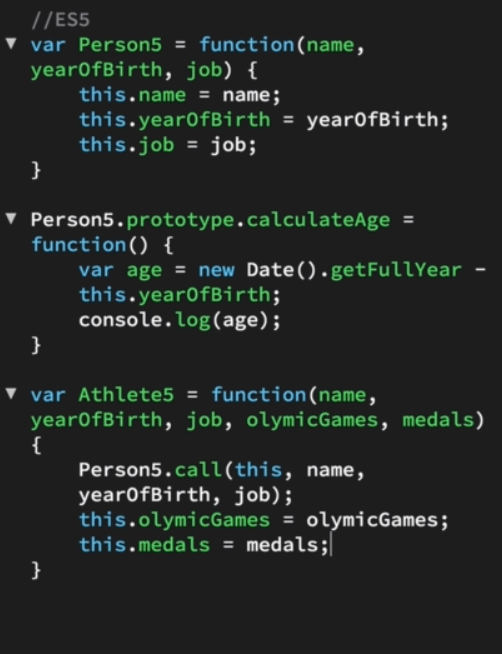 //ES5
var Person5 = function(name,
yearOfBirth, job) {
this.name = name;
this.yearOfBirth = yearOfBirth;
this.job = job;
}
Person5.prototype.calculateAge =
function() {
var age = new Date().getFullYear -
this.yearOfBirth;
console.log(age);
}
var Athlete5 = function(name,
yearOfBirth, job, olymicGames, medals)
{
Person5.call(this, name,
yearOfBirth, job);
this.olymicGames = olymicGames;
this.medals = medals;
}